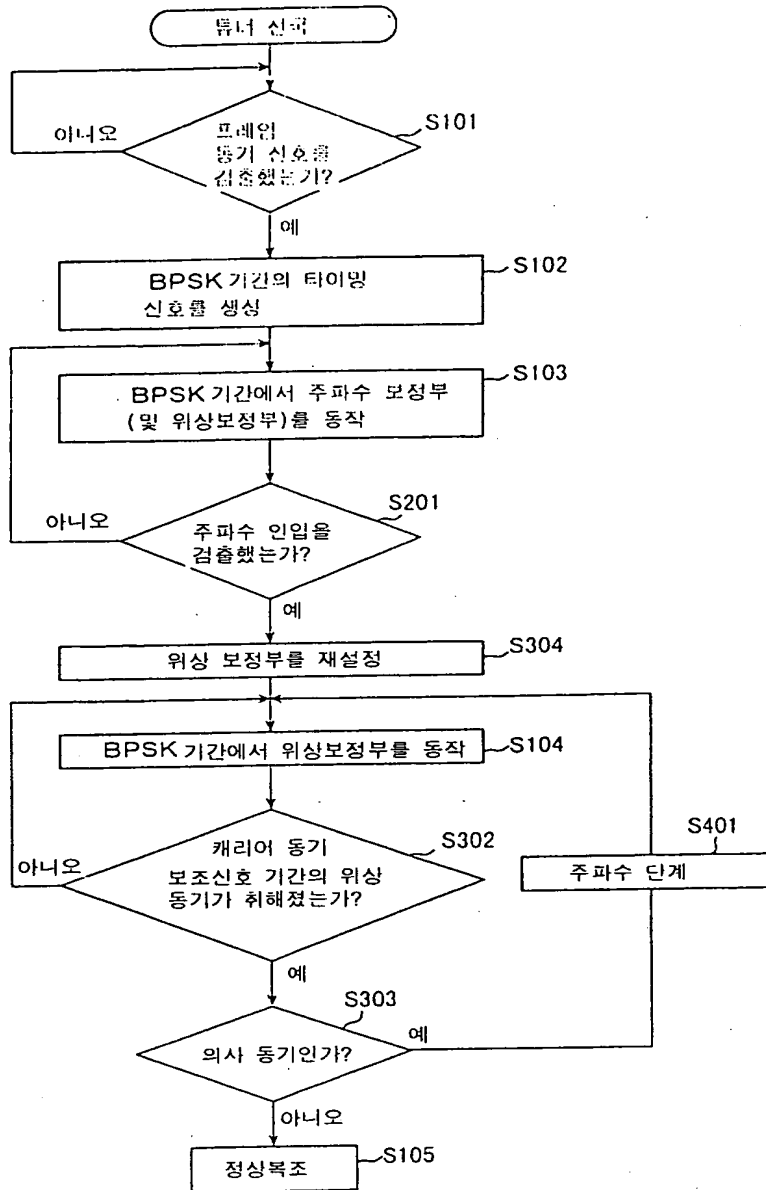 튜너 선국
아니오
프레임
동기 신호를
검출했는가?
S101
예
BPSK 기간의 타이밍
신호를 생성
S102
BPSK 기간에서 주파수 보정부
(및 위상보정부)를 동작
S103
아니오
주파수 인입을
검출했는가?
S201
예
위상 보정부를 재설정
S304
BPSK 기간에서 위상보정부를 동작
S104
아니오
캐리어 동기
보조신호 기간의 위상
동기가 취해졌는가?
S302
S401
주파수 단계
예
S303
의사 동기인가?
예
아니오
정상복조
S105